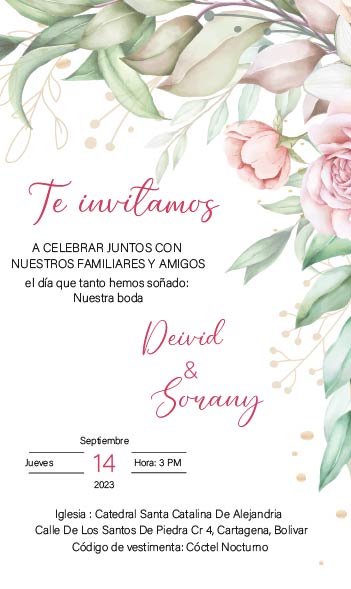 Te invitamos
A CELEBRAR JUNTOS CON
NUESTROS FAMILIARES Y AMIGOS
el día que tanto hemos soñado:
Nuestra boda
Deivid
&
Sorany
Septiembre
Jueves 14 Hora: 3 PM
2023
Iglesia : Catedral Santa Catalina De Alejandria
Calle De Los Santos De Piedra Cr 4, Cartagena, Bolivar
Código de vestimenta: Cóctel Nocturno